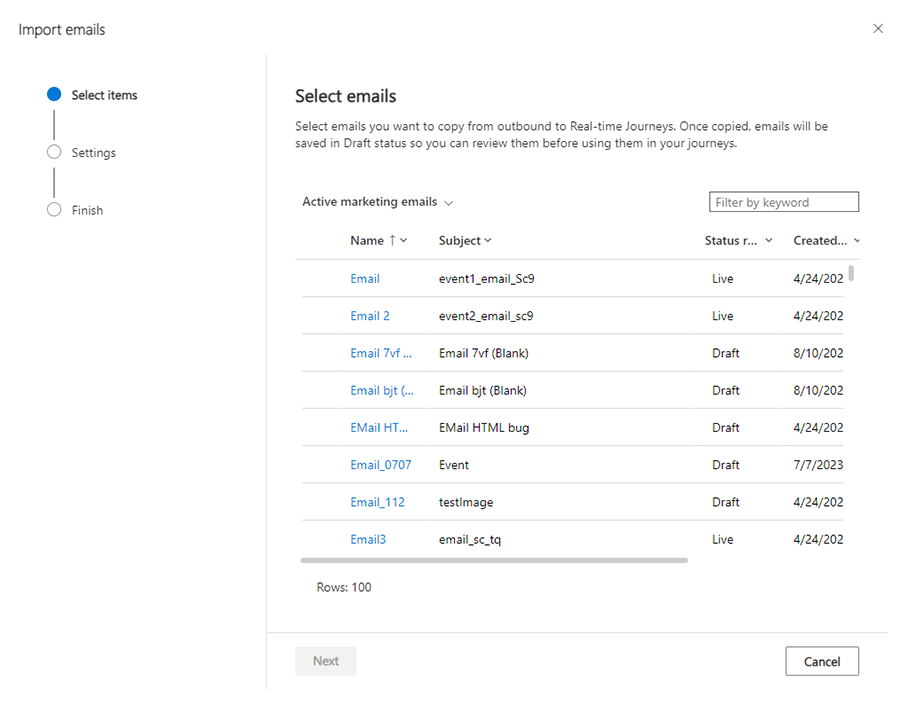 Import emails
Select items
Settings
Finish
Select emails
Select emails you want to copy from outbound to Real-time Journeys. Once copied, emails will be
saved in Draft status so you can review them before using them in your journeys.
Active marketing emails
Filter by keyword
Name ↑ Subject Status r... Created...
Email event1_email_Sc9 Live 4/24/202
Email 2 event2_email_sc9 Live 4/24/202
Email 7vf ... Email 7vf (Blank) Draft 8/10/202
Email bjt (... Email bjt (Blank) Draft 8/10/202
EMail HT... EMail HTML bug Draft 4/24/202
Email_0707 Event Draft 7/7/2023
Email_112 testImage Draft 4/24/202
Email3 email_sc_tq Live 4/24/202
Rows: 100
Next
Cancel